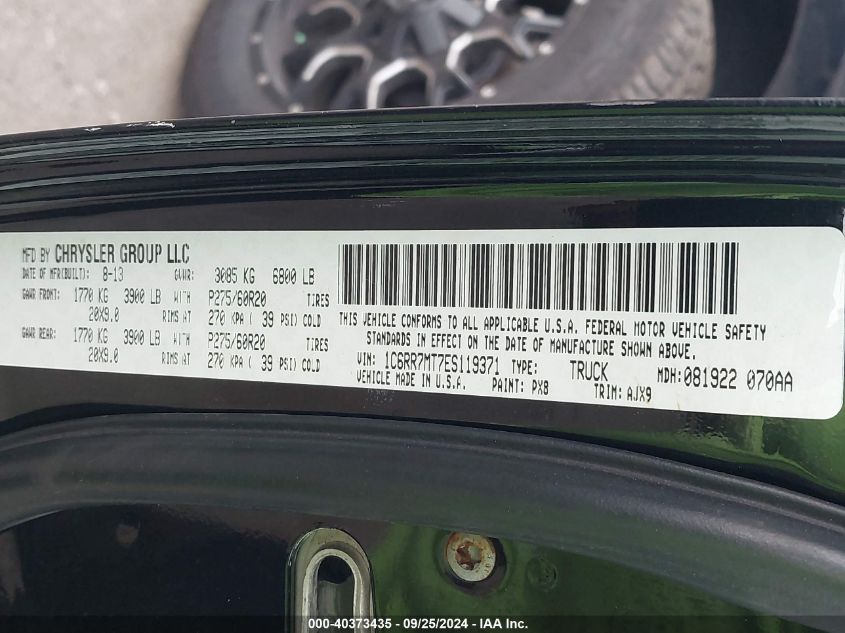 MFD BY CHRYSLER GROUP LLC
DATE OF MFR(BUILT): 8-13 GVWR: 3085 KG 6800 LB
GAWR FRONT: 1770 KG 3900 LB WITH P275/60R20 TIRES
20X9.0 RIMS AT 270 KPA ( 39 PSI) COLD
GAWR REAR: 1770 KG 3900 LB WITH P275/60R20 TIRES
20X9.0 RIMS AT 270 KPA ( 39 PSI) COLD
THIS VEHICLE CONFORMS TO ALL APPLICABLE U.S.A. FEDERAL MOTOR VEHICLE SAFETY
STANDARDS IN EFFECT ON THE DATE OF MANUFACTURE SHOWN ABOVE.
VIN: 1C6RR7MT7ES119371 TYPE: TRUCK MDH: 081922 070AA
VEHICLE MADE IN U.S.A. PAINT: PX8 TRIM: AJX9
000-40373435 - 09/25/2024 - IAA Inc.